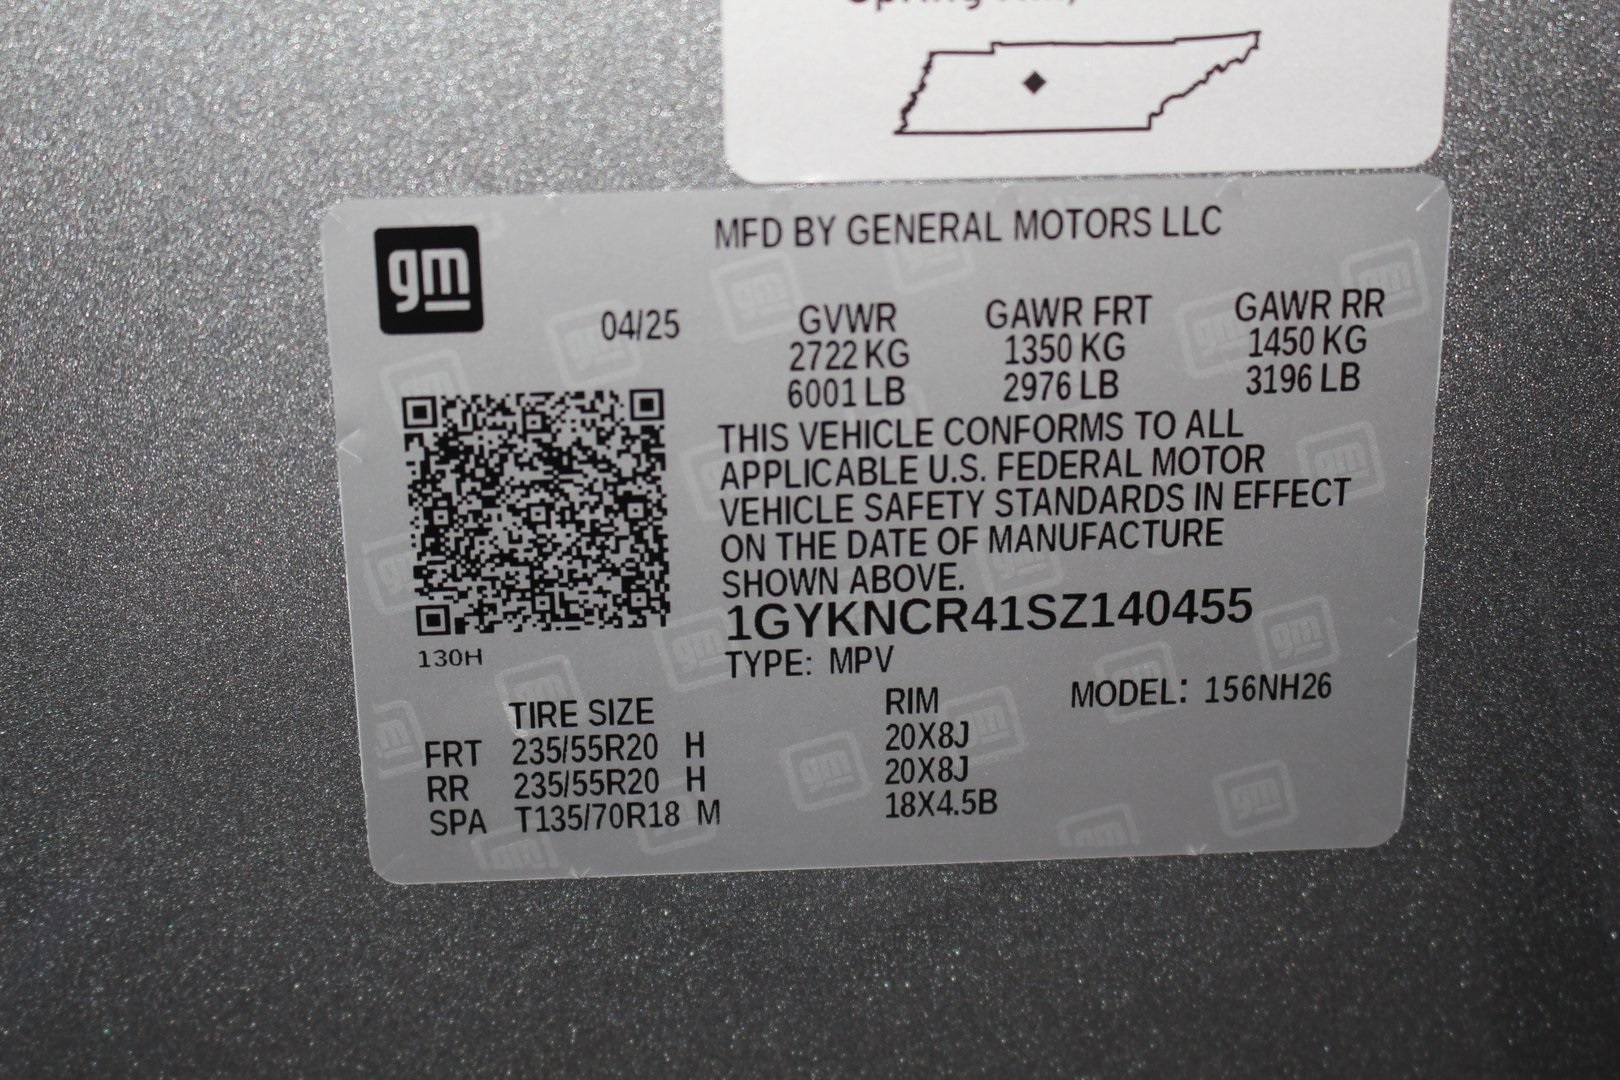 Spring Hill,
gm
MFD BY GENERAL MOTORS LLC
04/25
GVWR GAWR FRT GAWR RR
2722 KG 1350 KG 1450 KG
6001 LB 2976 LB 3196 LB
THIS VEHICLE CONFORMS TO ALL
APPLICABLE U.S. FEDERAL MOTOR
VEHICLE SAFETY STANDARDS IN EFFECT
ON THE DATE OF MANUFACTURE
SHOWN ABOVE.
1GYKNCR41SZ140455
130H
TYPE: MPV
MODEL: 156NH26
TIRE SIZE RIM
FRT 235/55R20 H 20X8J
RR 235/55R20 H 20X8J
SPA T135/70R18 M 18X4.5B